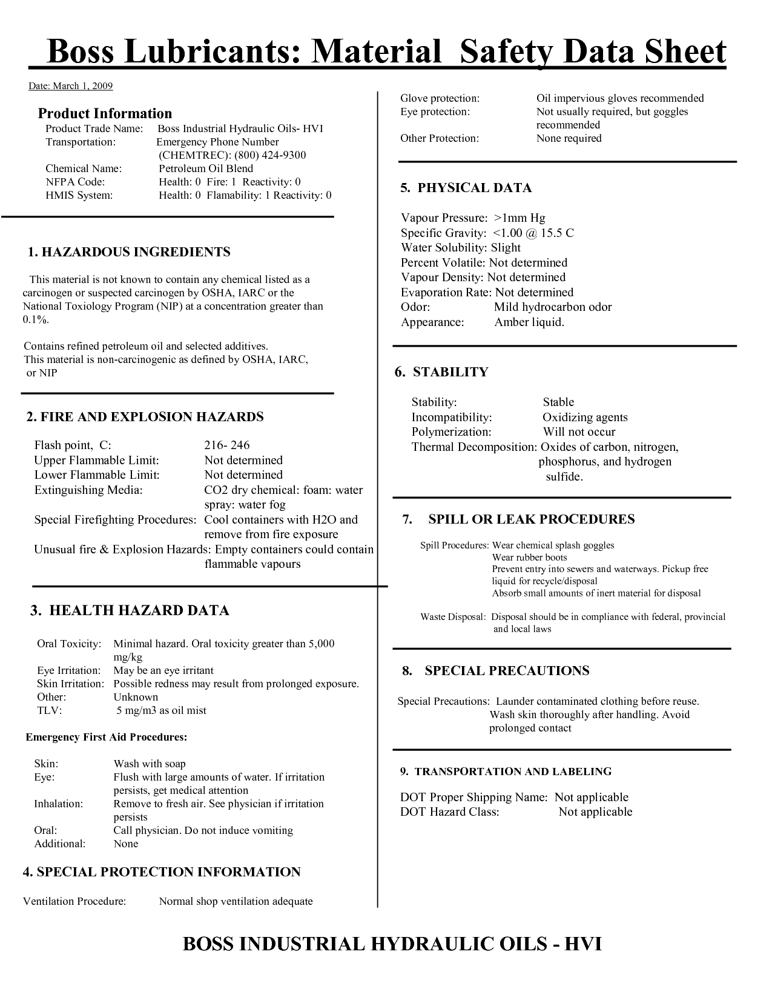 Boss Lubricants: Material Safety Data Sheet
Date: March 1, 2009
Product Information
Product Trade Name: Boss Industrial Hydraulic Oils- HVI
Transportation: Emergency Phone Number
(CHEMTREC): (800) 424-9300
Chemical Name: Petroleum Oil Blend
NFPA Code: Health: 0 Fire: 1 Reactivity: 0
HMIS System: Health: 0 Flamability: 1 Reactivity: 0
1. HAZARDOUS INGREDIENTS
This material is not known to contain any chemical listed as a
carcinogen or suspected carcinogen by OSHA, IARC or the
National Toxiology Program (NIP) at a concentration greater than
0.1%.
Contains refined petroleum oil and selected additives.
This material is non-carcinogenic as defined by OSHA, IARC,
or NIP
2. FIRE AND EXPLOSION HAZARDS
Flash point, C: 216- 246
Upper Flammable Limit: Not determined
Lower Flammable Limit: Not determined
Extinguishing Media: CO2 dry chemical: foam: water
spray: water fog
Special Firefighting Procedures: Cool containers with H2O and
remove from fire exposure
Unusual fire & Explosion Hazards: Empty containers could contain
flammable vapours
3. HEALTH HAZARD DATA
Oral Toxicity: Minimal hazard. Oral toxicity greater than 5,000
mg/kg
Eye Irritation: May be an eye irritant
Skin Irritation: Possible redness may result from prolonged exposure.
Other: Unknown
TLV: 5 mg/m3 as oil mist
Emergency First Aid Procedures:
Skin: Wash with soap
Eye: Flush with large amounts of water. If irritation
persists, get medical attention
Inhalation: Remove to fresh air. See physician if irritation
persists
Oral: Call physician. Do not induce vomiting
Additional: None
4. SPECIAL PROTECTION INFORMATION
Ventilation Procedure: Normal shop ventilation adequate
Glove protection: Oil impervious gloves recommended
Eye protection: Not usually required, but goggles
recommended
Other Protection: None required
5. PHYSICAL DATA
Vapour Pressure: >1mm Hg
Specific Gravity: <1.00 @ 15.5 C
Water Solubility: Slight
Percent Volatile: Not determined
Vapour Density: Not determined
Evaporation Rate: Not determined
Odor: Mild hydrocarbon odor
Appearance: Amber liquid.
6. STABILITY
Stability: Stable
Incompatibility: Oxidizing agents
Polymerization: Will not occur
Thermal Decomposition: Oxides of carbon, nitrogen,
phosphorus, and hydrogen
sulfide.
7. SPILL OR LEAK PROCEDURES
Spill Procedures: Wear chemical splash goggles
Wear rubber boots
Prevent entry into sewers and waterways. Pickup free
liquid for recycle/disposal
Absorb small amounts of inert material for disposal
Waste Disposal: Disposal should be in compliance with federal, provincial
and local laws
8. SPECIAL PRECAUTIONS
Special Precautions: Launder contaminated clothing before reuse.
Wash skin thoroughly after handling. Avoid
prolonged contact
9. TRANSPORTATION AND LABELING
DOT Proper Shipping Name: Not applicable
DOT Hazard Class: Not applicable
BOSS INDUSTRIAL HYDRAULIC OILS - HVI